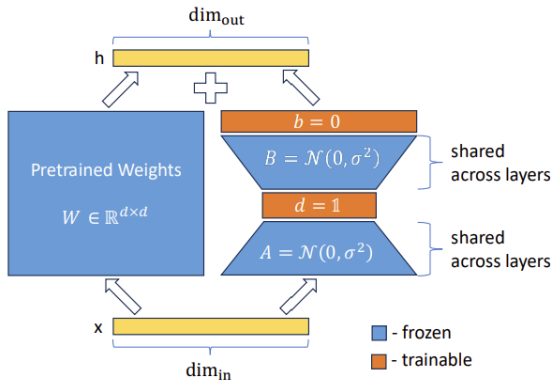 dim_out
h
b = 0
B = 𝒩(0, σ²)
shared
across layers
Pretrained Weights
W ∈ ℝ^{d×d}
d = 𝟙
A = 𝒩(0, σ²)
shared
across layers
x
dim_in
- frozen
- trainable